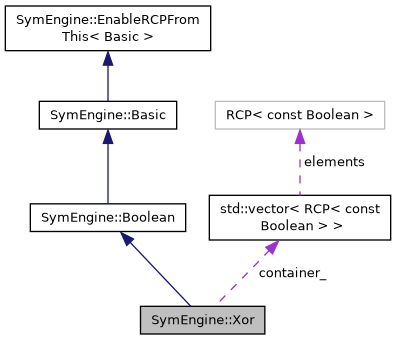 SymEngine::EnableRCPFrom
This< Basic >
SymEngine::Basic
RCP< const Boolean >
elements
SymEngine::Boolean
std::vector< RCP< const
Boolean > >
container_
SymEngine::Xor